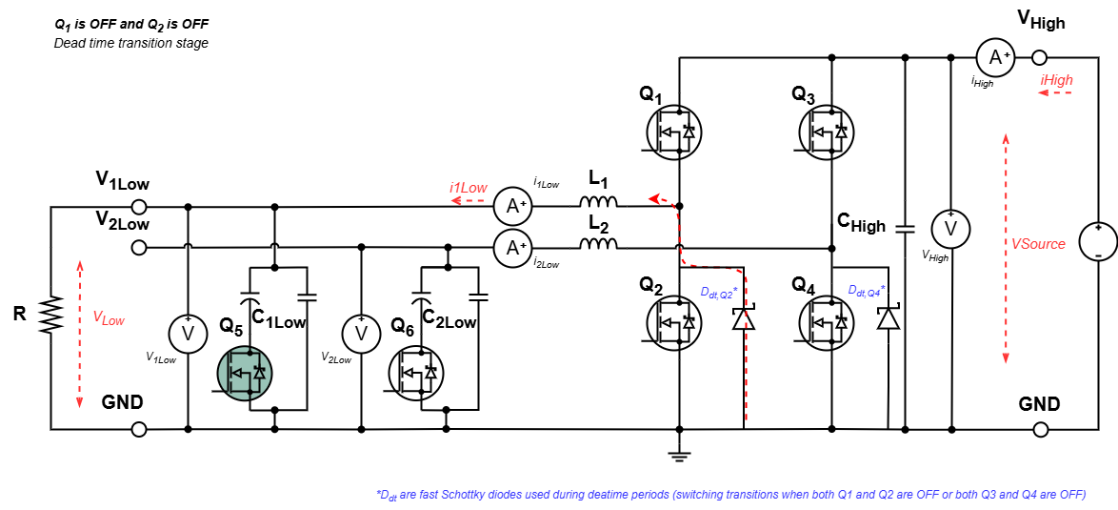 Q1 is OFF and Q2 is OFF
Dead time transition stage
VHigh
A+
iHigh
iHigh
Q1
Q3
V1Low
i1Low
A+
i1Low
L1
V2Low
A+
i2Low
L2
CHigh
V
VHigh
VSource
+
-
R
VLow
V
V1Low
Q5
C1Low
V
V2Low
Q6
C2Low
Q2
Ddt,Q2*
Q4
Ddt,Q4*
GND
GND
*Ddt are fast Schottky diodes used during deatime periods (switching transitions when both Q1 and Q2 are OFF or both Q3 and Q4 are OFF)